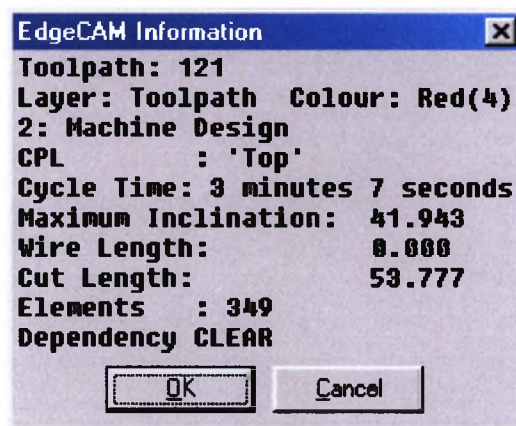 EdgeCAM Information
Toolpath: 121
Layer: Toolpath Colour: Red(4)
2: Machine Design
CPL : 'Top'
Cycle Time: 3 minutes 7 seconds
Maximum Inclination: 41.943
Wire Length: 0.000
Cut Length: 53.777
Elements : 349
Dependency CLEAR
OK Cancel